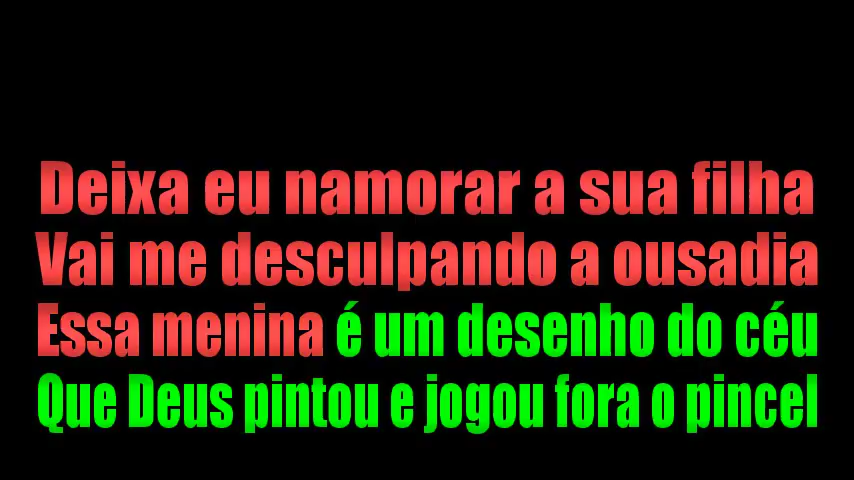 Deixa eu namorar a sua filha
Vai me desculpando a ousadia
Essa menina é um desenho do céu
Que Deus pintou e jogou fora o pincel